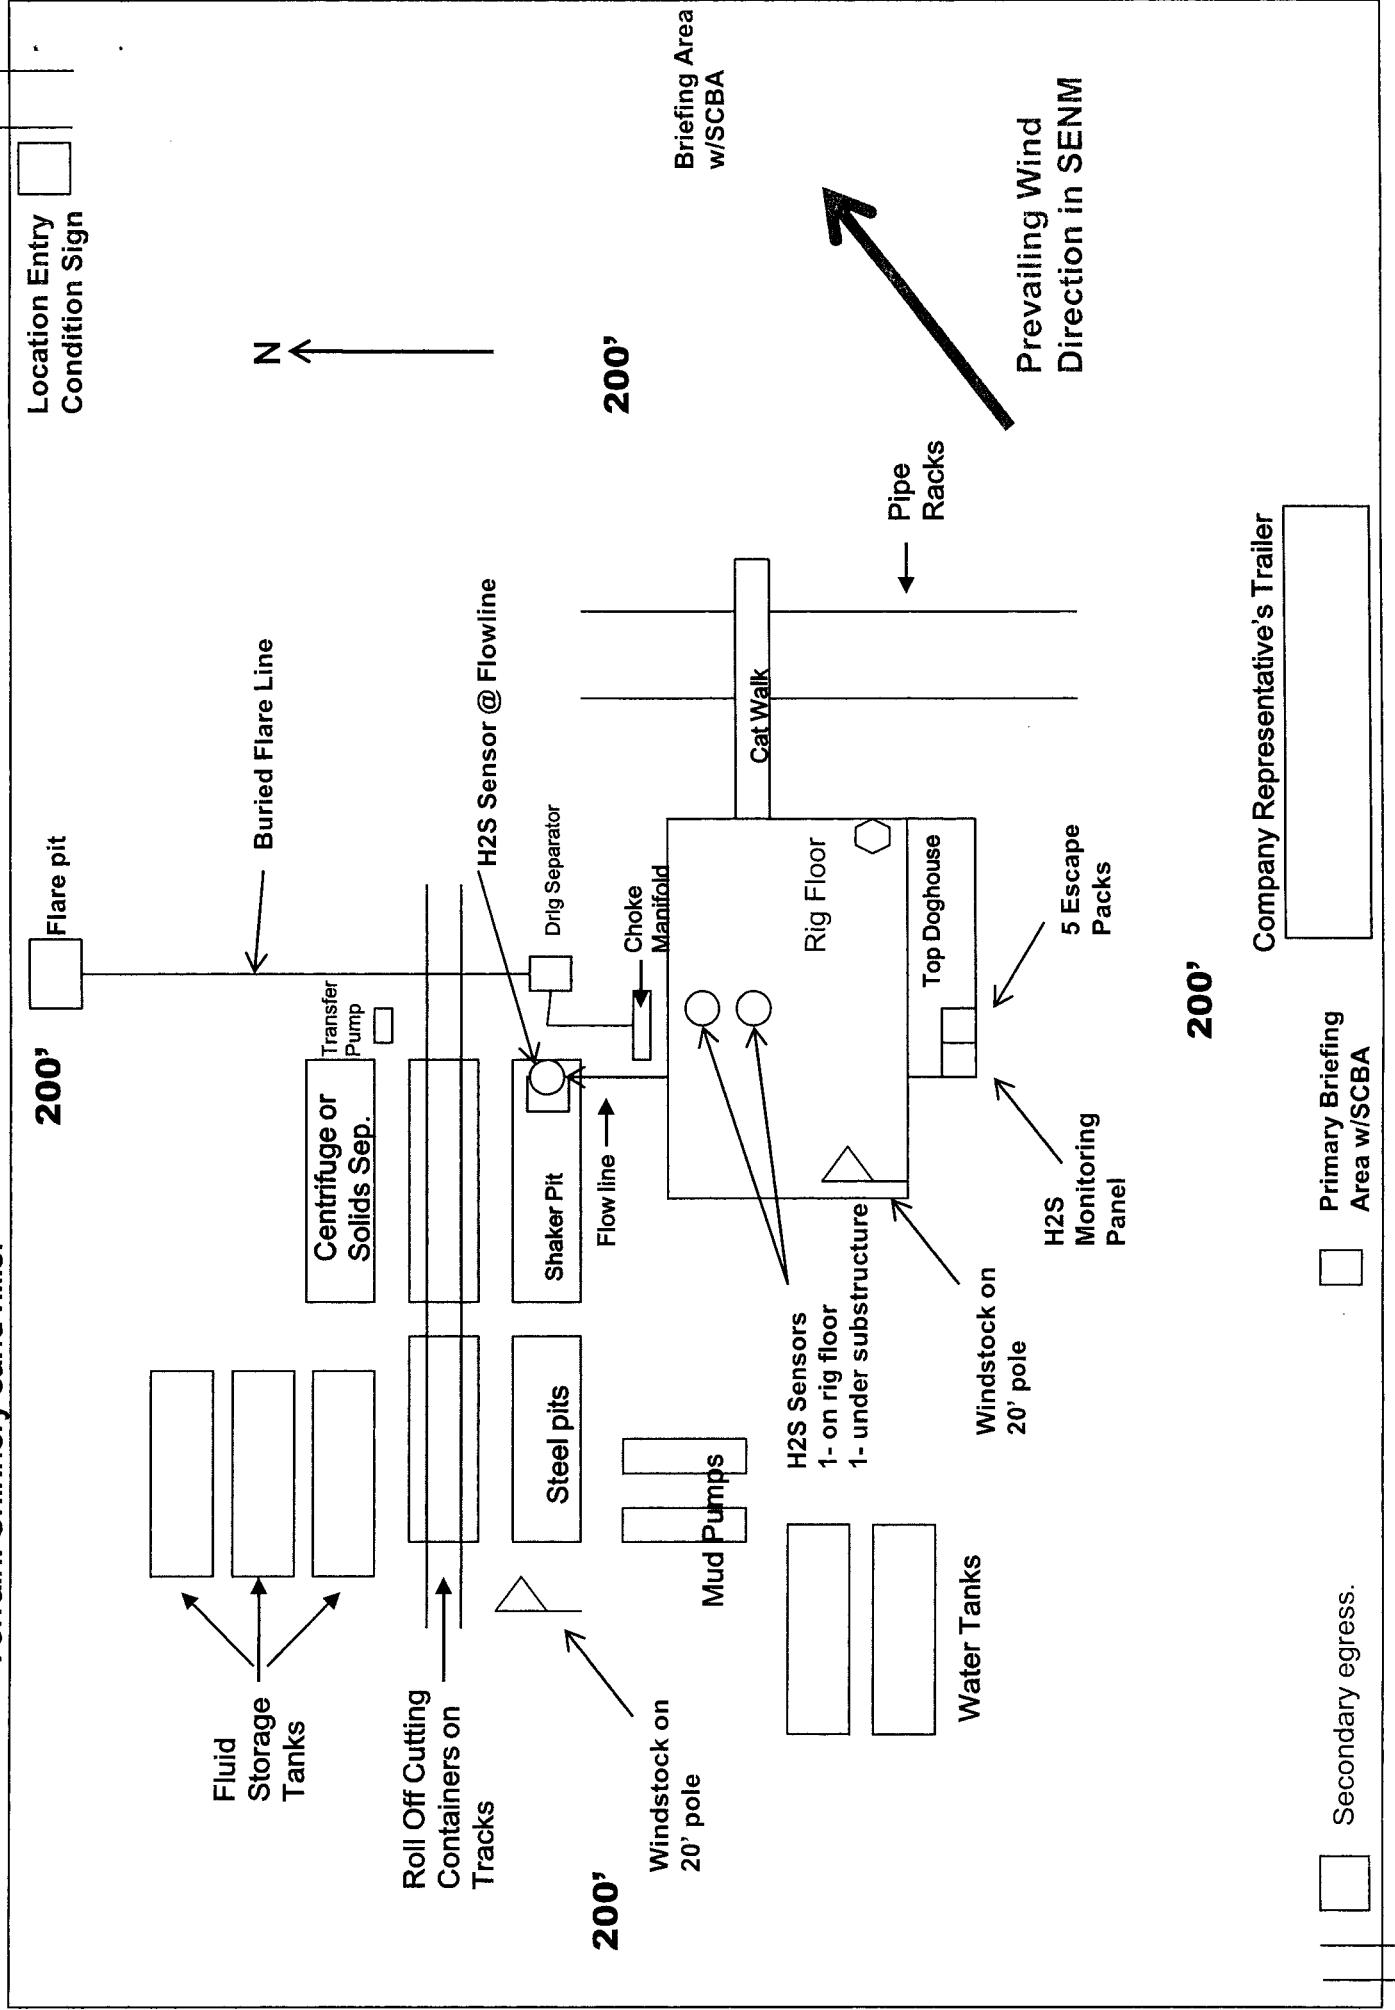 200'
Flare pit
Location Entry
Condition Sign
Fluid
Storage
Tanks
Buried Flare Line
N
Centrifuge or
Solids Sep.
Transfer
Pump
Roll Off Cutting
Containers on
Tracks
H2S Sensor @ Flowline
Steel pits
Shaker Pit
Drlg Separator
200'
Flow line
200'
Choke
Manifold
Briefing Area
w/SCBA
Windstock on
20' pole
Mud Pumps
Cat Walk
H2S Sensors
1- on rig floor
1- under substructure
Rig Floor
Pipe
Racks
Top Doghouse
Water Tanks
Windstock on
20' pole
Prevailing Wind
Direction in SENM
H2S
Monitoring
Panel
5 Escape
Packs
200'
Company Representative's Trailer
Secondary egress.
Primary Briefing
Area w/SCBA